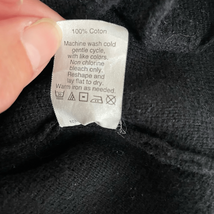 100% Coton
Machine wash cold
gentle cycle,
with like colors.
Non chlorine
bleach only.
Reshape and
lay flat to dry.
Warm iron as needed.